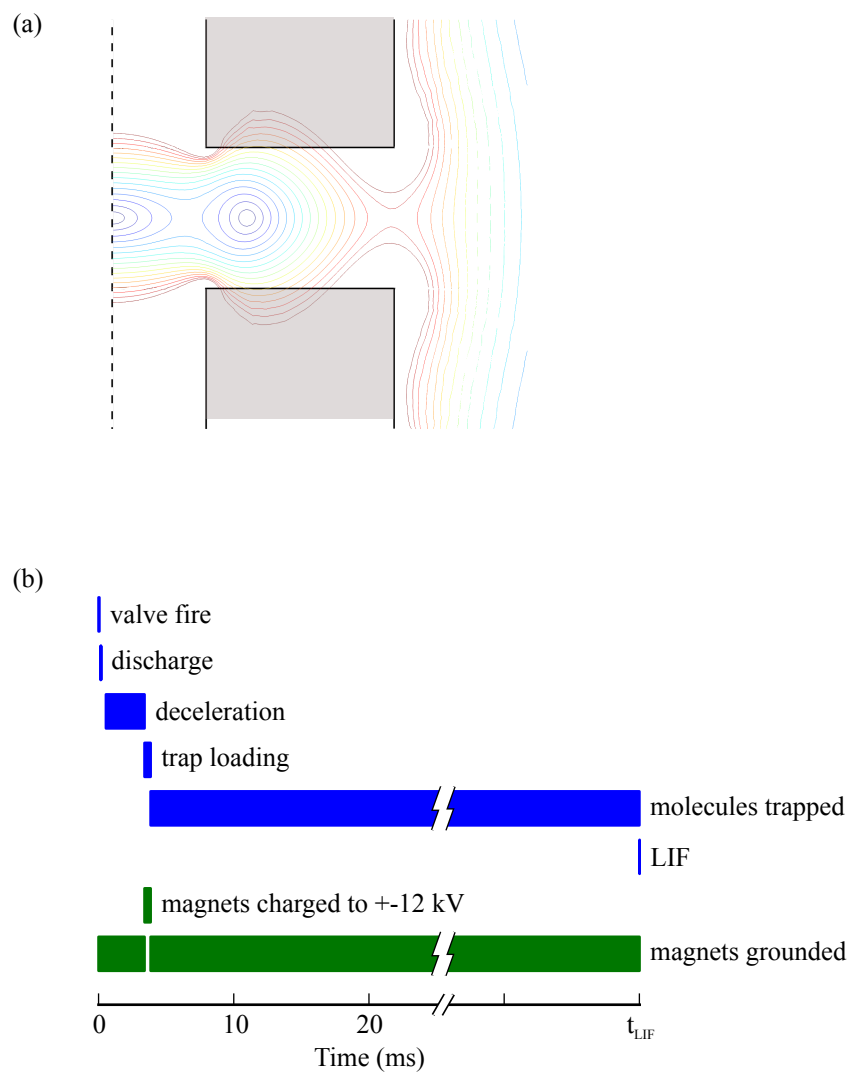 (a)
(b)
valve fire
discharge
deceleration
trap loading
molecules trapped
LIF
magnets charged to +-12 kV
magnets grounded
0 10 20 tLIF
Time (ms)